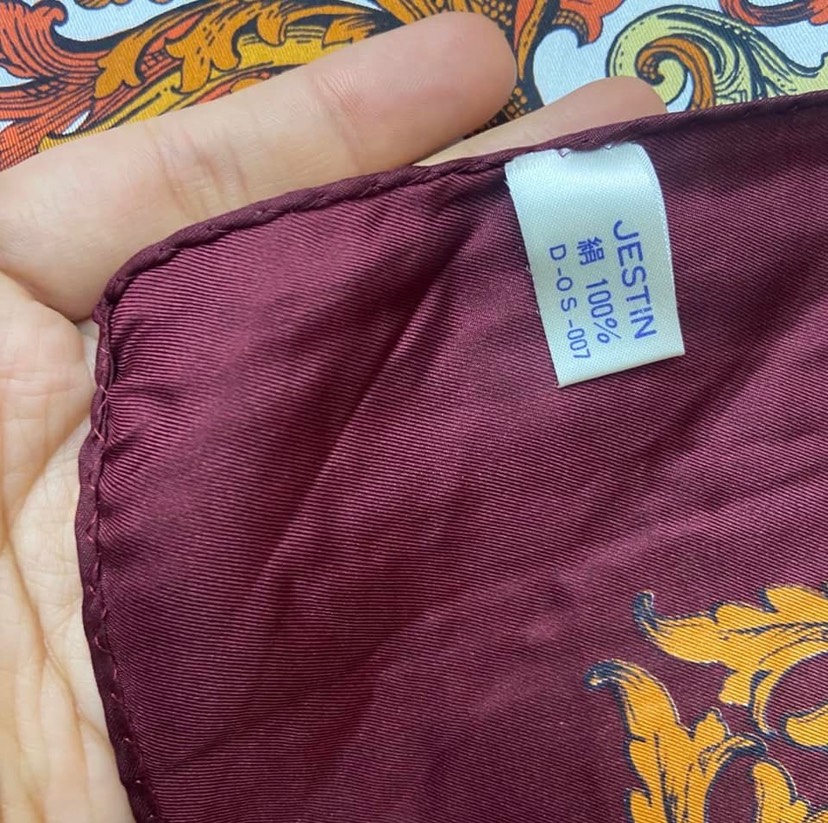 JESTIN
絹 100%
D-OS-007